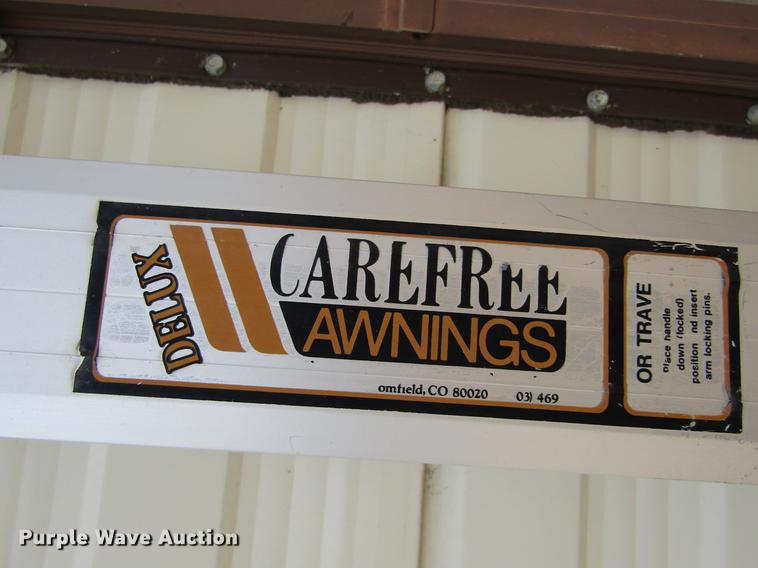 DELUX
CAREFREE
AWNINGS
omfield, CO 80020 03) 469
OR TRAVE
place handle
down (locked)
position nd insert
arm locking pins.
Purple Wave Auction